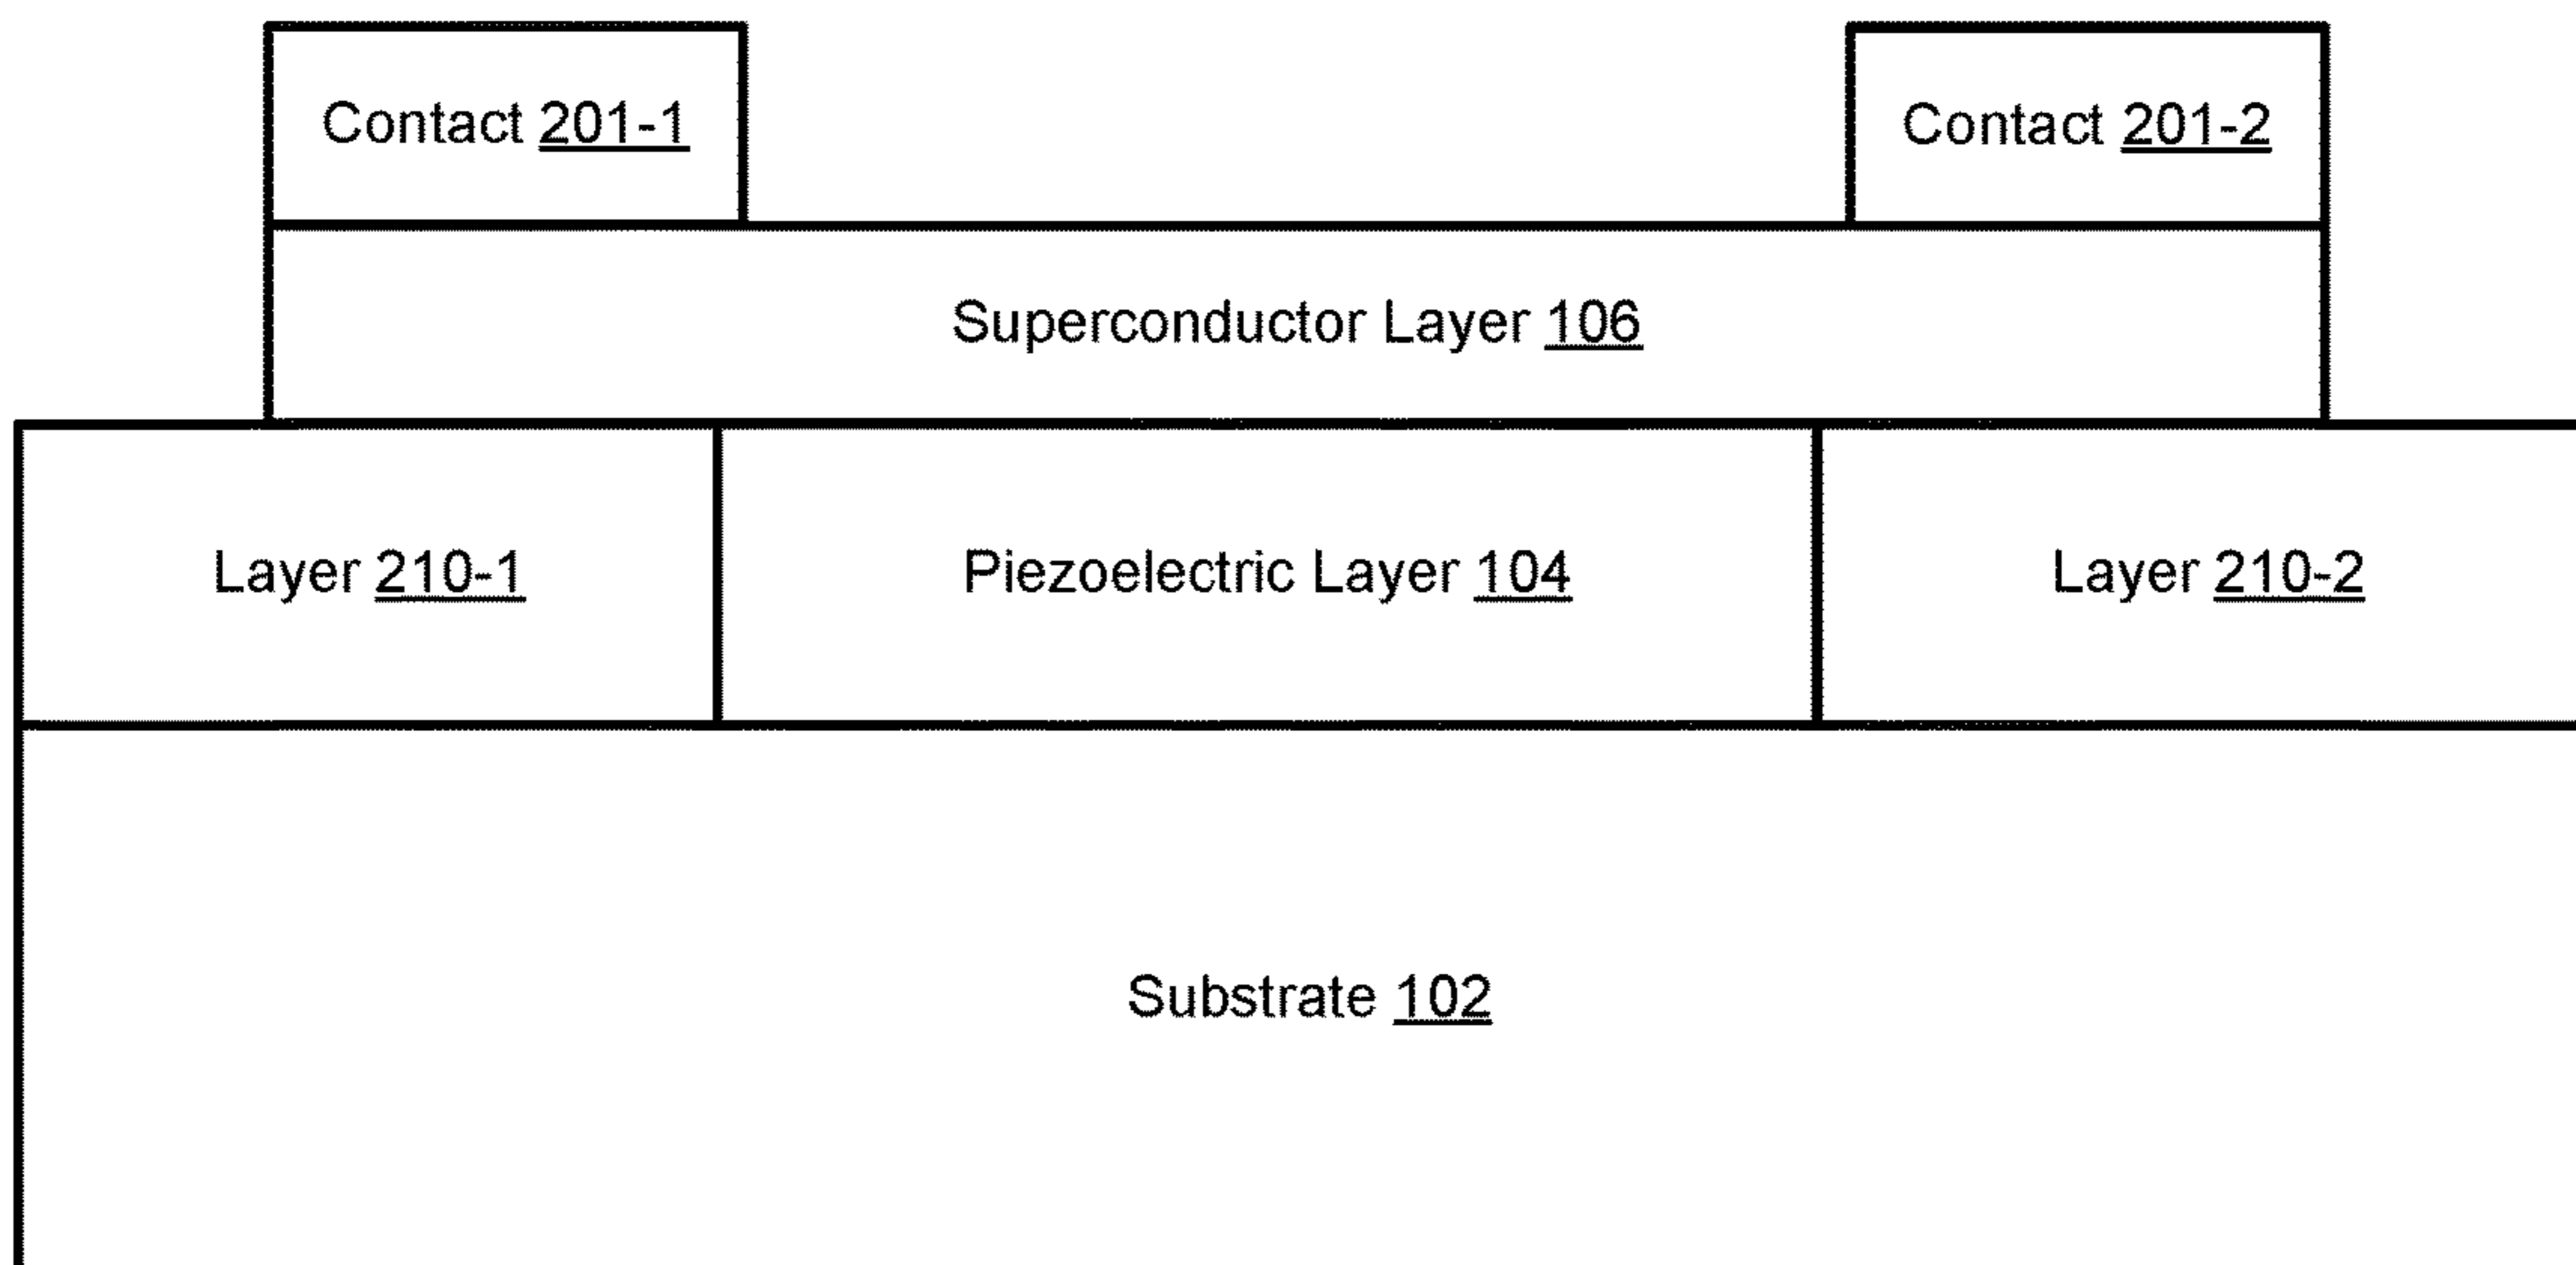 Contact 201-1
Contact 201-2
Superconductor Layer 106
Layer 210-1
Piezoelectric Layer 104
Layer 210-2
Substrate 102